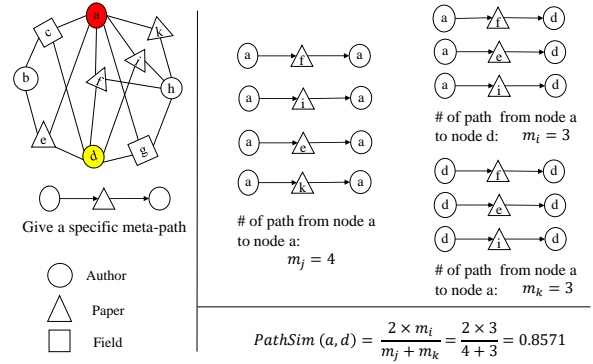 a
c
k
i
b
f
h
e
d
g
Give a specific meta-path
Author
Paper
Field
a f a
a i a
a e a
a k a
# of path from node a
to node a:
m_j = 4
a f d
a e d
a i d
# of path from node a
to node d: m_i = 3
d f d
d e d
d i d
# of path from node a
to node a: m_k = 3
PathSim (a, d) = (2 × m_i)/(m_j + m_k) = (2 × 3)/(4 + 3) = 0.8571